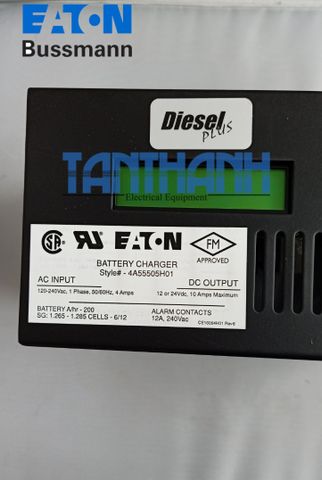 EATON
Bussmann
Diesel
plus
TANTHANH
Electrical Equipment
EATON
FM
BATTERY CHARGER
APPROVED
Style# - 4A55505H01
AC INPUT
DC OUTPUT
120-240Vac, 1 Phase, 50/60Hz, 4 Amps
12 or 24Vdc, 10 Amps Maximum
BATTERY A/hr - 200
ALARM CONTACTS
SG: 1.265 - 1.285 CELLS - 6/12
12A, 240Vac